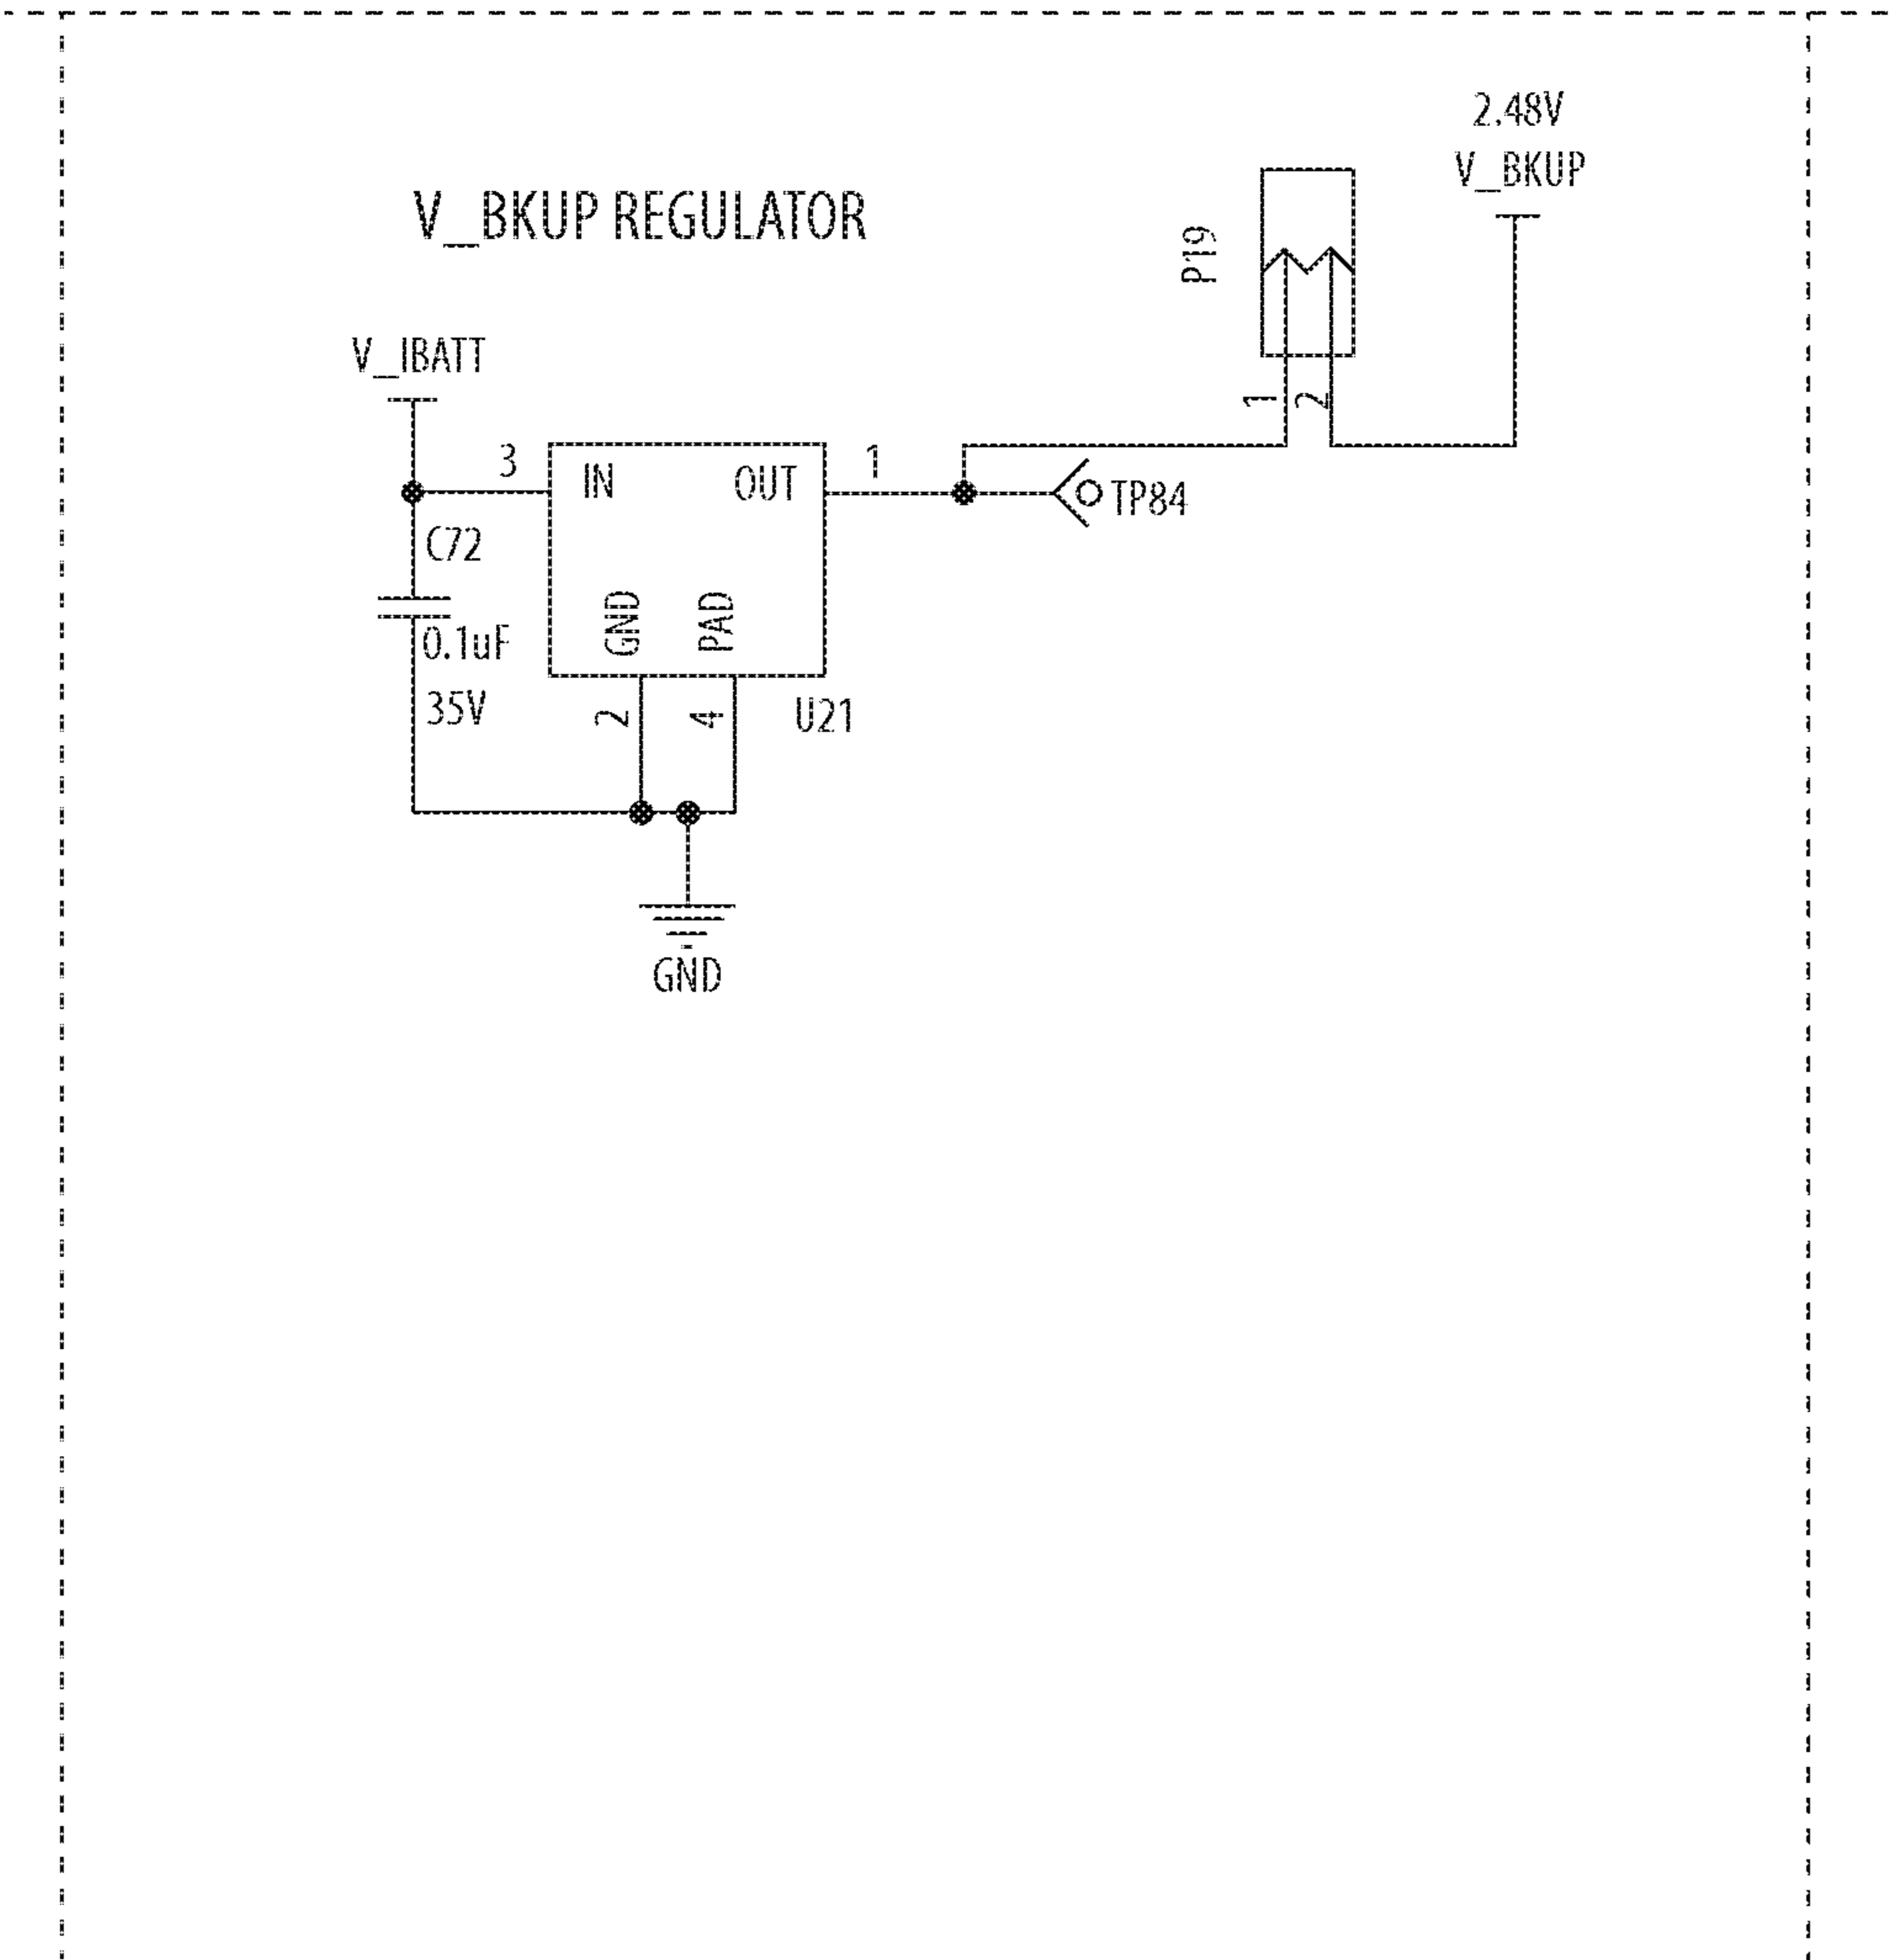 2.48V
V_BKUP
V_BKUP REGULATOR
P19
V_IBATT
1
2
3
IN
OUT
1
TP84
C72
0.1uF
35V
GND
PAD
2
4
U21
GND